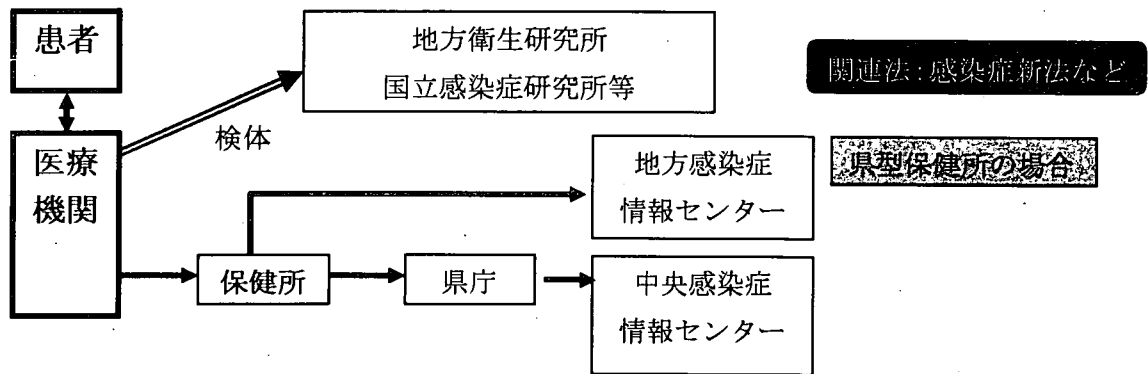 患者
地方衛生研究所
国立感染症研究所等
関連法：感染症新法など
検体
医療
機関
地方感染症
情報センター
県型保健所の場合
保健所
県庁
中央感染症
情報センター